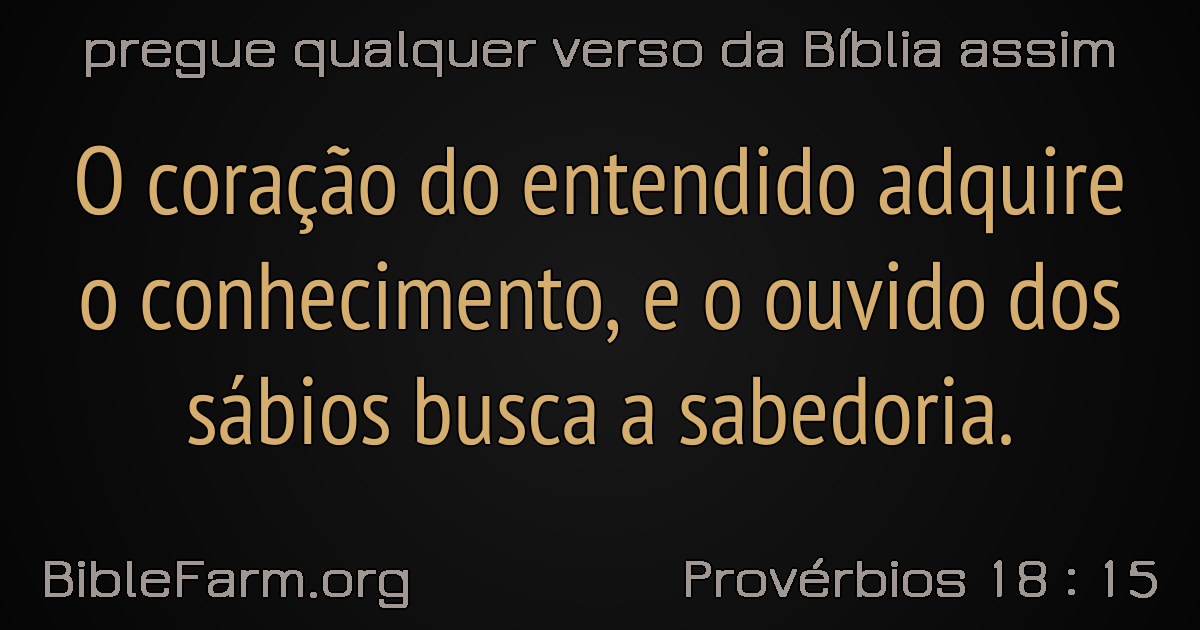 pregue qualquer verso da Bíblia assim
O coração do entendido adquire
o conhecimento, e o ouvido dos
sábios busca a sabedoria.
BibleFarm.org
Provérbios 18 : 15